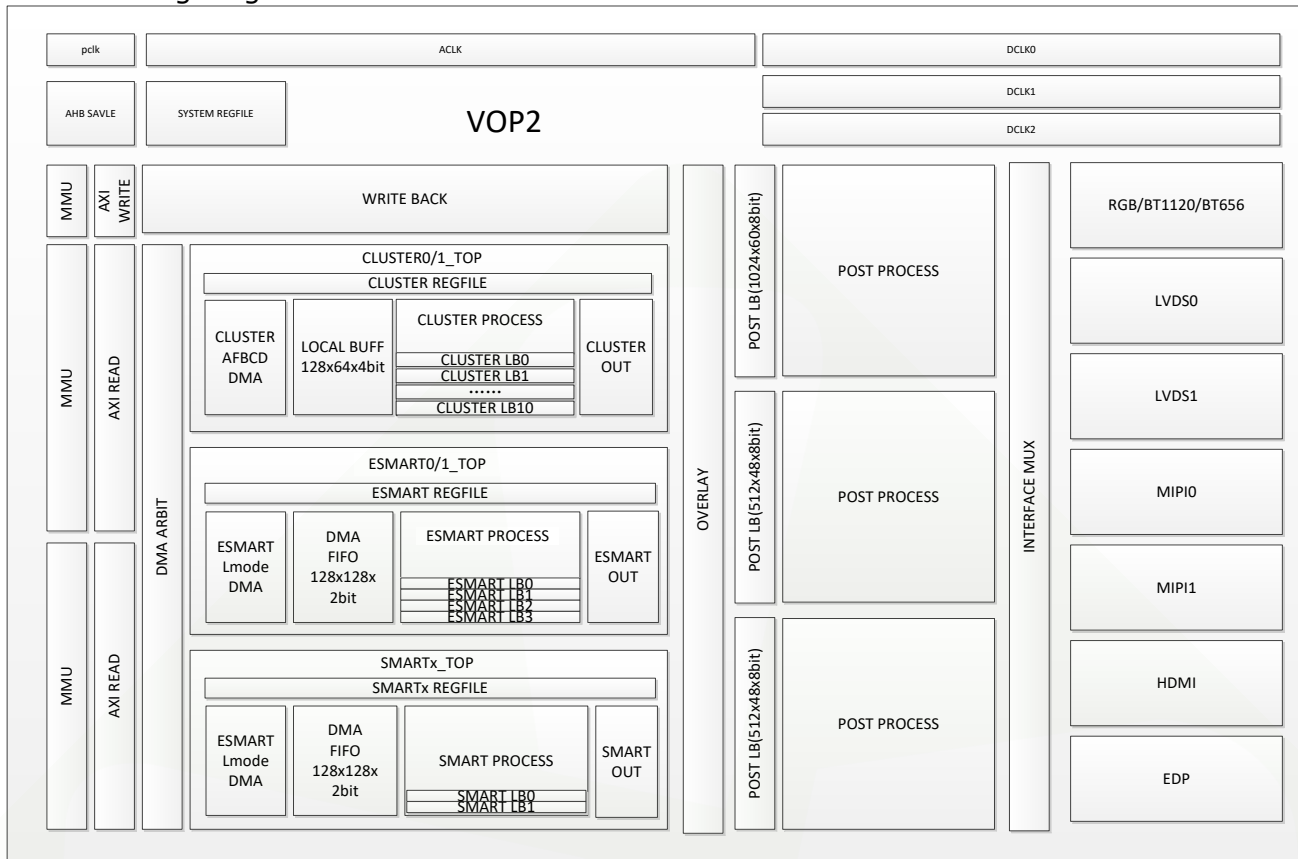 pclk
ACLK
DCLK0
AHB SAVLE
SYSTEM REGFILE
VOP2
DCLK1
DCLK2
MMU
AXI
WRITE
WRITE BACK
MMU
AXI READ
MMU
AXI READ
DMA ARBIT
CLUSTER0/1_TOP
CLUSTER REGFILE
CLUSTER
AFBCD
DMA
LOCAL BUFF
128x64x4bit
CLUSTER PROCESS
CLUSTER LB0
CLUSTER LB1
......
CLUSTER LB10
CLUSTER
OUT
ESMART0/1_TOP
ESMART REGFILE
ESMART
Lmode
DMA
DMA
FIFO
128x128x
2bit
ESMART PROCESS
ESMART LB0
ESMART LB1
ESMART LB2
ESMART LB3
ESMART
OUT
SMARTx_TOP
SMARTx REGFILE
ESMART
Lmode
DMA
DMA
FIFO
128x128x
2bit
SMART PROCESS
SMART LB0
SMART LB1
SMART
OUT
OVERLAY
POST LB(1024x60x8bit)
POST PROCESS
POST LB(512x48x8bit)
POST PROCESS
POST LB(512x48x8bit)
POST PROCESS
INTERFACE MUX
RGB/BT1120/BT656
LVDS0
LVDS1
MIPI0
MIPI1
HDMI
EDP